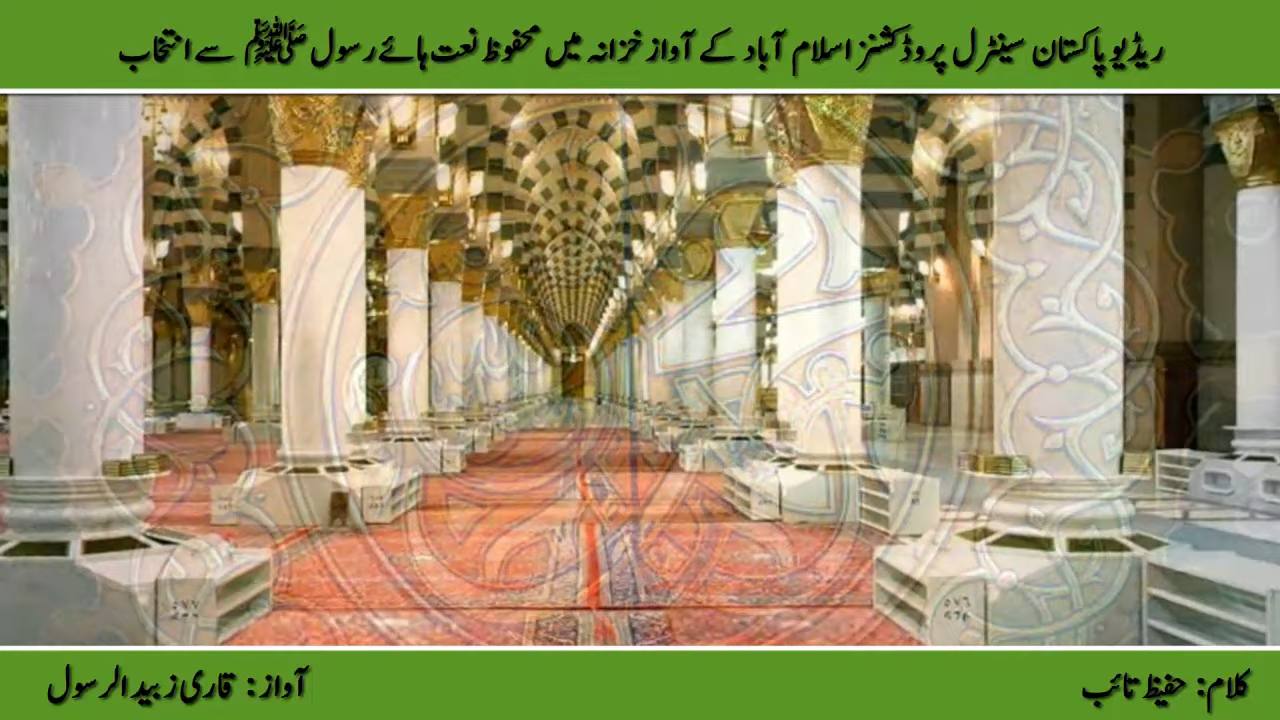 ریڈیو پاکستان سینٹرل پروڈکشنز اسلام آباد کے آواز خزانہ میں محفوظ نعت ہائے رسول ﷺ سے انتخاب
کلام: حفیظ تائب
آواز: قاری زبید الرسول